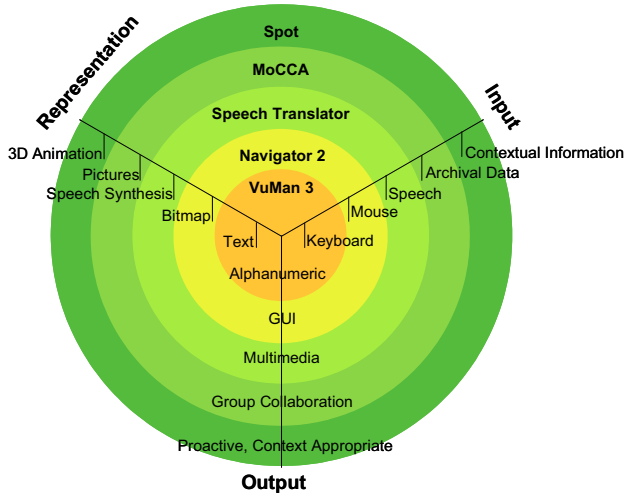 Spot
Representation
MoCCA
Input
Speech Translator
3D Animation
Navigator 2
Contextual Information
Pictures
Archival Data
Speech Synthesis
VuMan 3
Speech
Bitmap
Mouse
Text
Keyboard
Alphanumeric
GUI
Multimedia
Group Collaboration
Proactive, Context Appropriate
Output